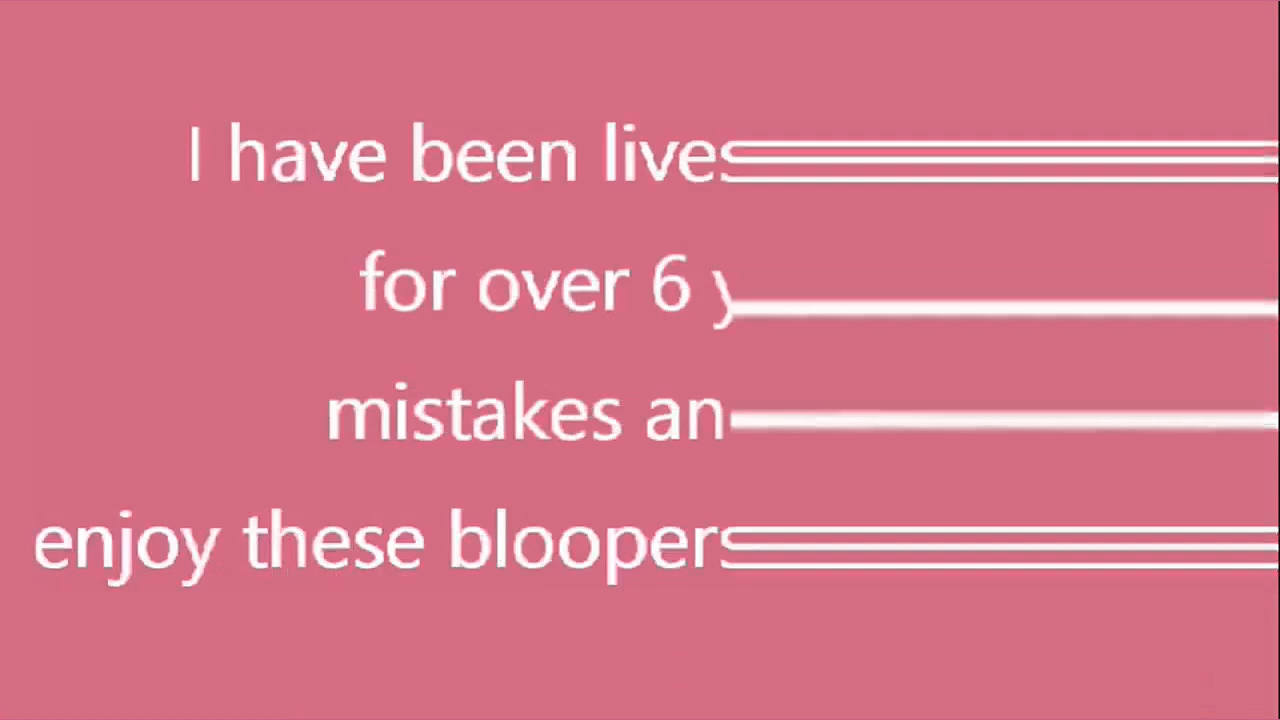 I have been lives
for over 6 y
mistakes an
enjoy these bloopers